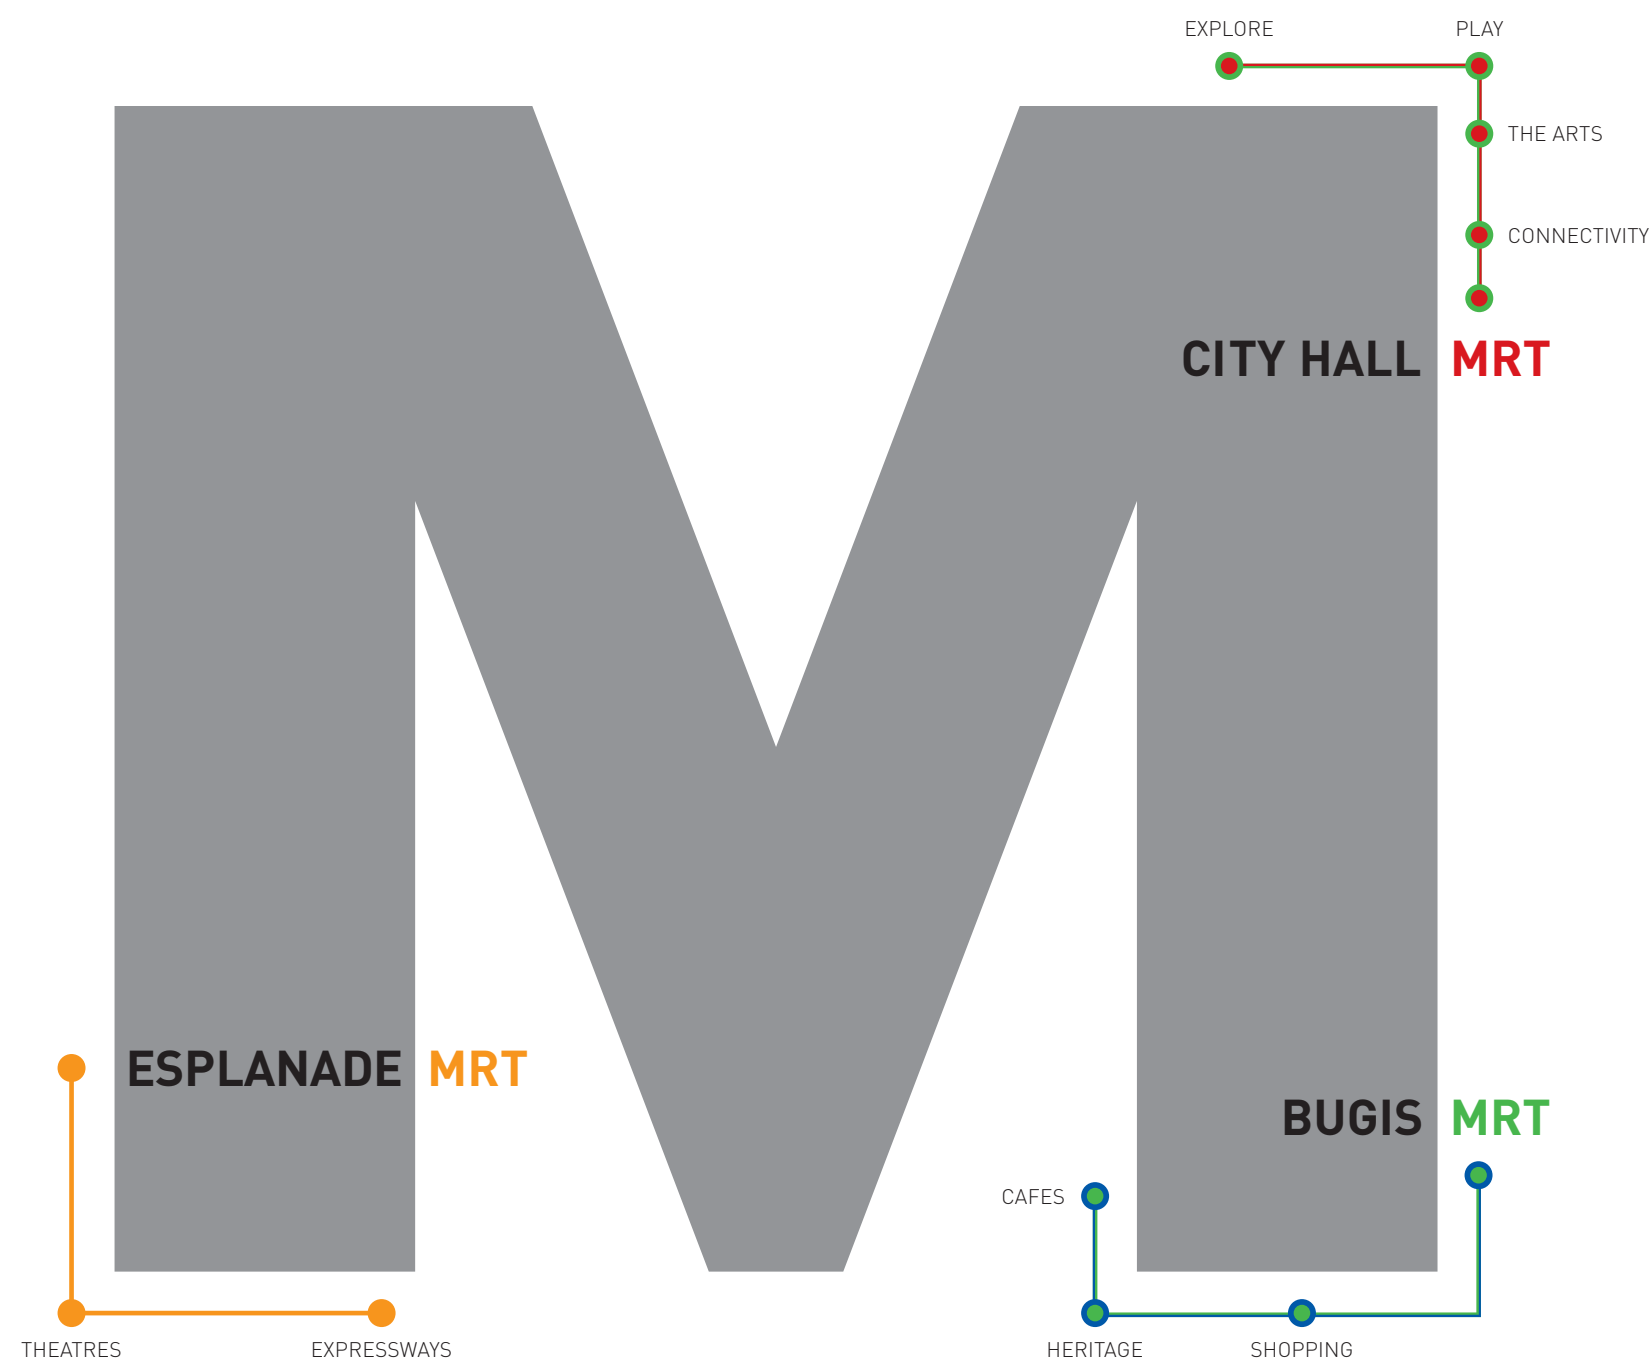 EXPLORE
PLAY
THE ARTS
CONNECTIVITY
CITY HALL MRT
M
ESPLANADE MRT
THEATRES
EXPRESSWAYS
BUGIS MRT
CAFES
HERITAGE
SHOPPING